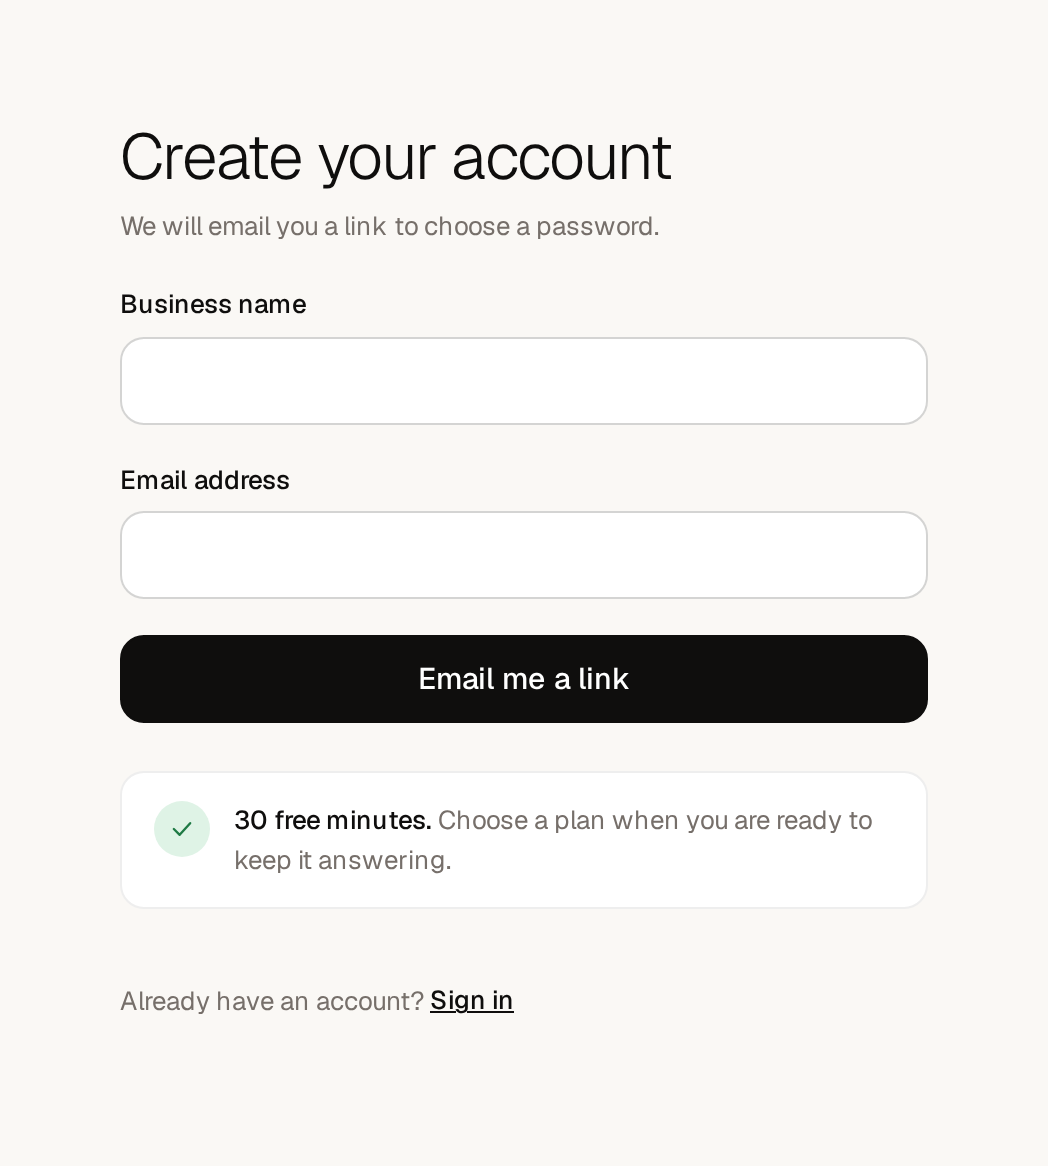 Create your account
We will email you a link to choose a password.
Business name
Email address
Email me a link
30 free minutes. Choose a plan when you are ready to
keep it answering.
Already have an account? Sign in